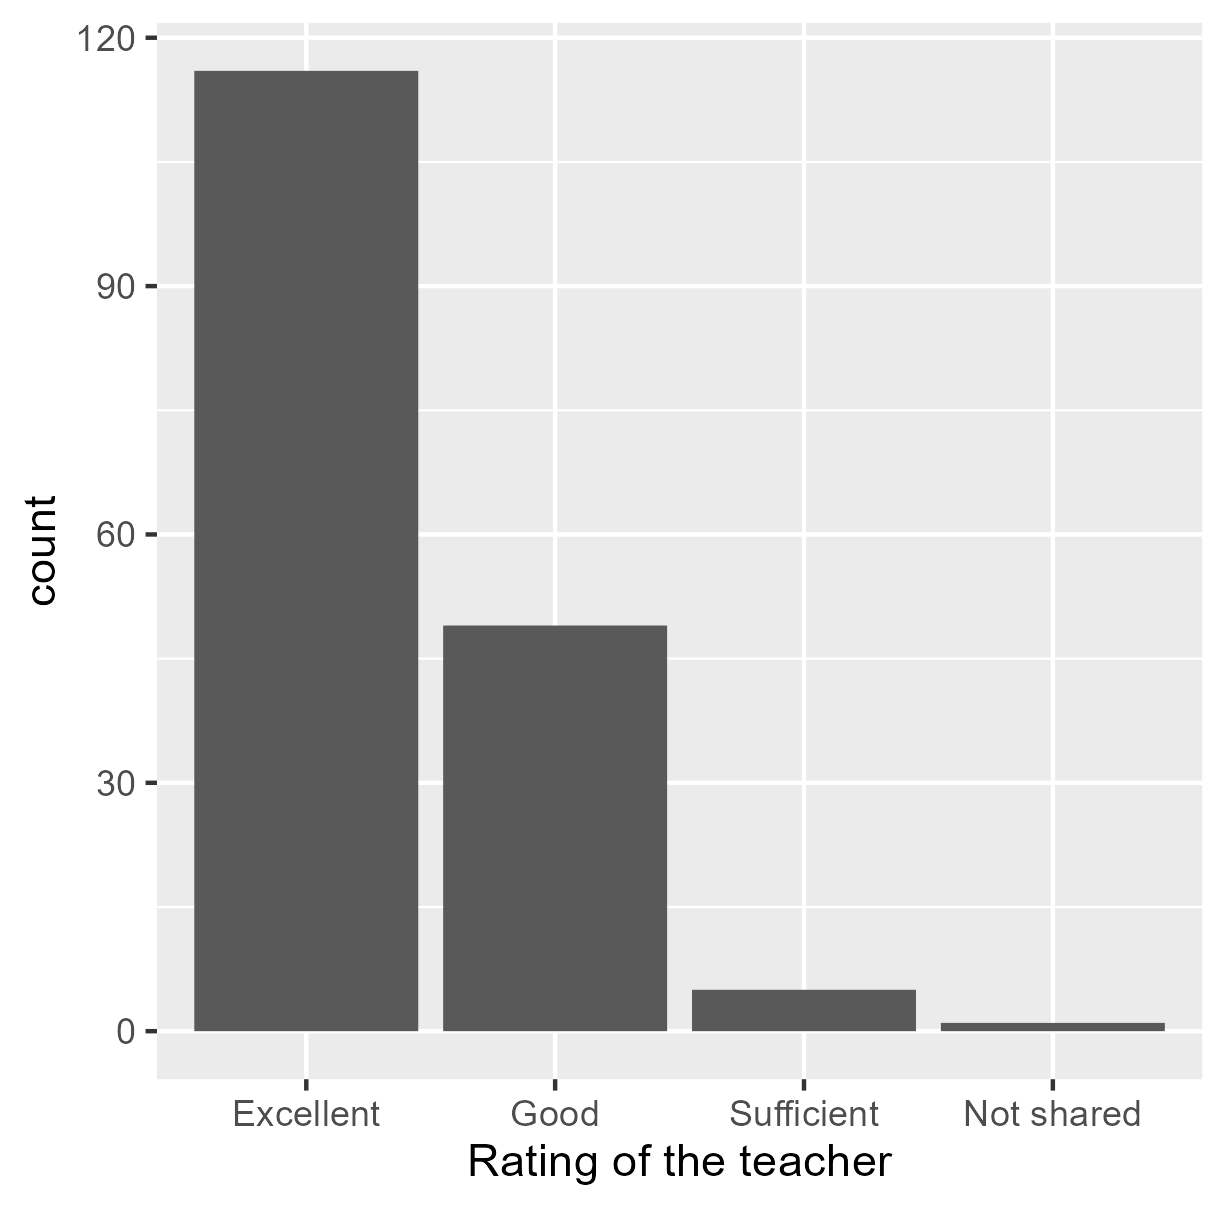 120
90
60
30
0
count
Excellent
Good
Sufficient
Not shared
Rating of the teacher